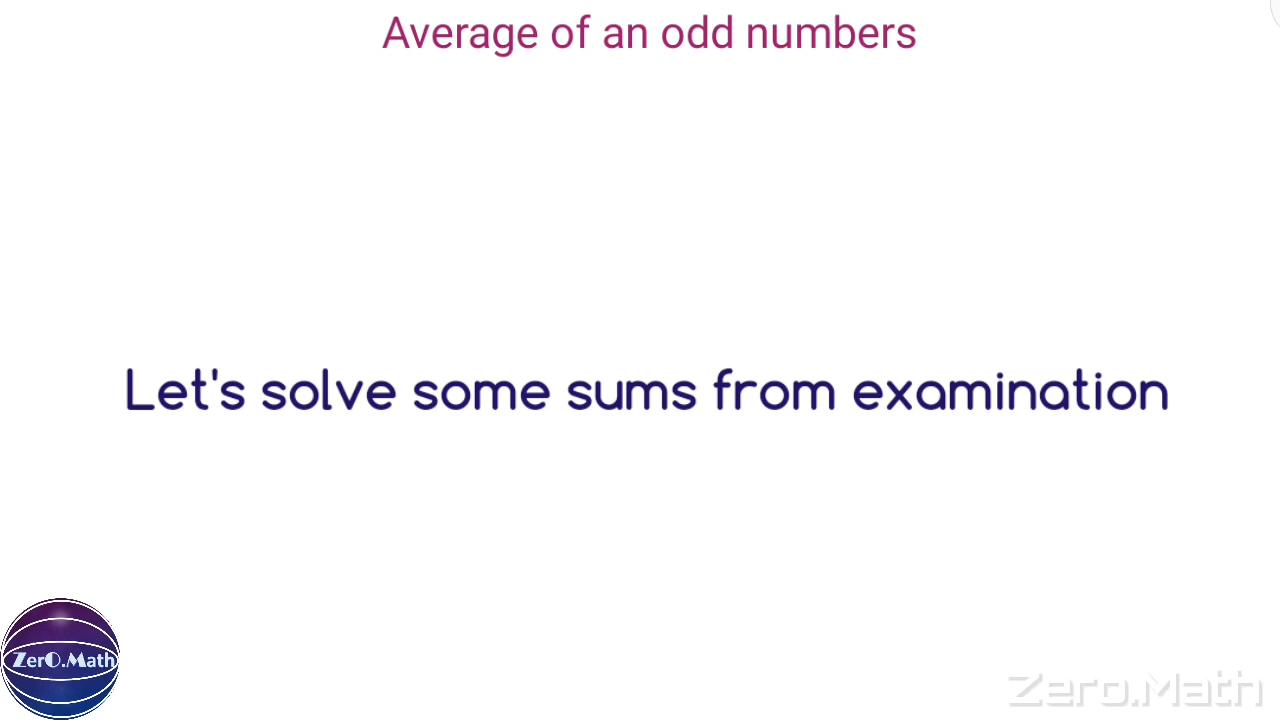 Average of an odd numbers
Let's solve some sums from examination
ZerO.Math
Zero.Math